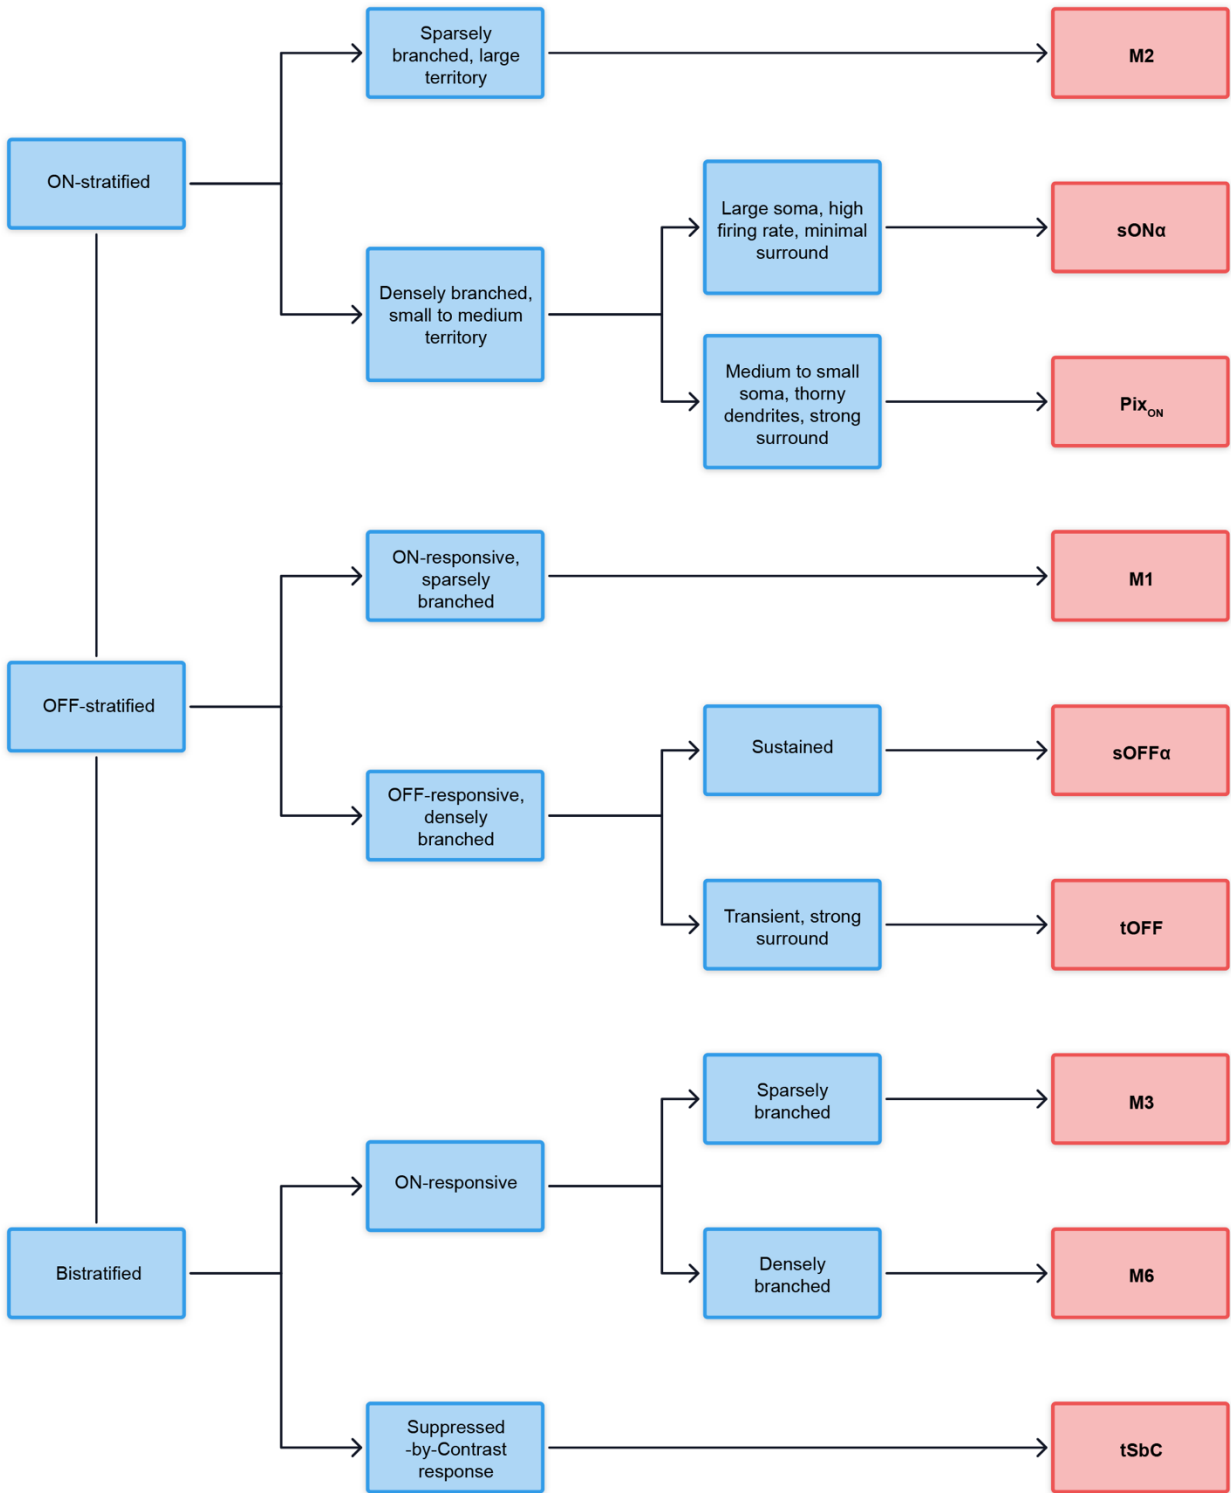 Sparsely
branched, large
territory
M2
ON-stratified
Large soma, high
firing rate, minimal
surround
sONα
Densely branched,
small to medium
territory
Medium to small
soma, thorny
dendrites, strong
surround
Pix_ON
ON-responsive,
sparsely
branched
M1
OFF-stratified
Sustained
sOFFα
OFF-responsive,
densely
branched
Transient, strong
surround
tOFF
Sparsely
branched
M3
ON-responsive
Bistratified
Densely
branched
M6
Suppressed
-by-Contrast
response
tSbC